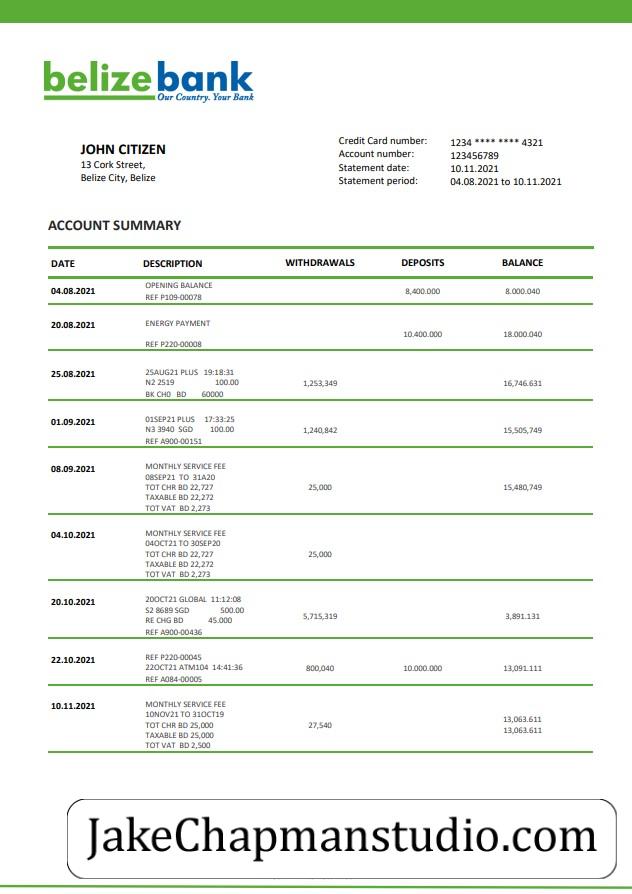 belizebank
Our Country. Your Bank
JOHN CITIZEN
13 Cork Street,
Belize City, Belize
Credit Card number: 1234 **** **** 4321
Account number: 123456789
Statement date: 10.11.2021
Statement period: 04.08.2021 to 10.11.2021
ACCOUNT SUMMARY
DATE DESCRIPTION WITHDRAWALS DEPOSITS BALANCE
OPENING BALANCE
04.08.2021 8,400.000 8.000.040
REF P109-00078
20.08.2021 ENERGY PAYMENT
10.400.000 18.000.040
REF P220-00008
25.08.2021 25AUG21 PLUS 19:18:31
N2 2519 100.00 1,253,349 16,746.631
BK CH0 BD 60000
01.09.2021 01SEP21 PLUS 17:33:25
N3 3940 SGD 100.00 1,240,842 15,505,749
REF A900-00151
08.09.2021 MONTHLY SERVICE FEE
08SEP21 TO 31A20
TOT CHR BD 22,727 25,000 15,480,749
TAXABLE BD 22,272
TOT VAT BD 2,273
04.10.2021 MONTHLY SERVICE FEE
04OCT21 TO 30SEP20
TOT CHR BD 22,727 25,000
TAXABLE BD 22,272
TOT VAT BD 2,273
20.10.2021 20OCT21 GLOBAL 11:12:08
S2 8689 SGD 500.00
RE CHG BD 45.000 5,715,319 3,891.131
REF A900-00436
22.10.2021 REF P220-00045
22OCT21 ATM104 14:41:36 800,040 10.000.000 13,091.111
REF A084-00005
10.11.2021 MONTHLY SERVICE FEE
10NOV21 TO 31OCT19 13,063.611
TOT CHR BD 25,000 27,540 13,063.611
TAXABLE BD 25,000
TOT VAT BD 2,500
JakeChapmanstudio.com